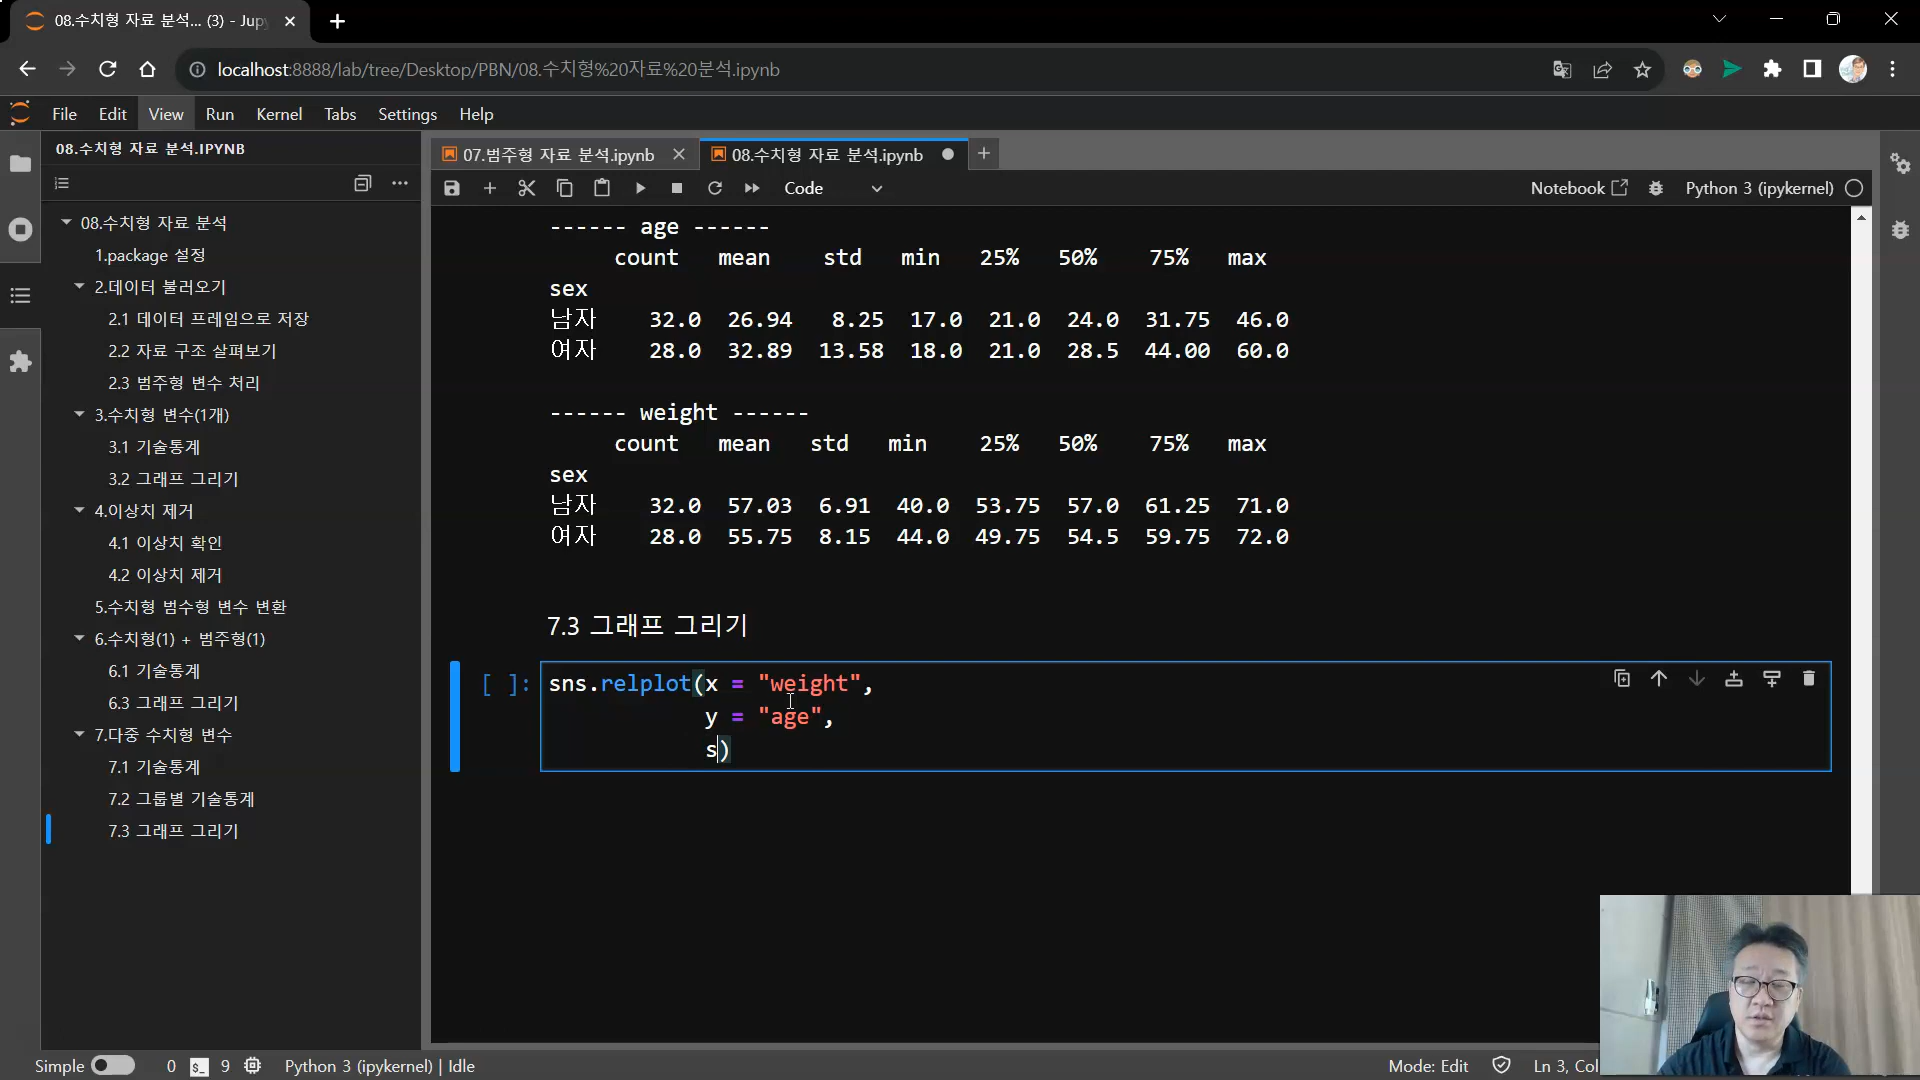 08.수치형 자료 분석... (3) - Jup
localhost:8888/lab/tree/Desktop/PBN/08.수치형%20자료%20분석.ipynb
File Edit View Run Kernel Tabs Settings Help
08.수치형 자료 분석.IPYNB
07.범주형 자료 분석.ipynb
08.수치형 자료 분석.ipynb
Code
Notebook
Python 3 (ipykernel)
08.수치형 자료 분석
1.package 설정
2.데이터 불러오기
2.1 데이터 프레임으로 저장
2.2 자료 구조 살펴보기
2.3 범주형 변수 처리
3.수치형 변수(1개)
3.1 기술통계
3.2 그래프 그리기
4.이상치 제거
4.1 이상치 확인
4.2 이상치 제거
5.수치형 범수형 변수 변환
6.수치형(1) + 범주형(1)
6.1 기술통계
6.3 그래프 그리기
7.다중 수치형 변수
7.1 기술통계
7.2 그룹별 기술통계
7.3 그래프 그리기
------ age ------
count mean std min 25% 50% 75% max
sex
남자 32.0 26.94 8.25 17.0 21.0 24.0 31.75 46.0
여자 28.0 32.89 13.58 18.0 21.0 28.5 44.00 60.0
------ weight ------
count mean std min 25% 50% 75% max
sex
남자 32.0 57.03 6.91 40.0 53.75 57.0 61.25 71.0
여자 28.0 55.75 8.15 44.0 49.75 54.5 59.75 72.0
7.3 그래프 그리기
[ ]: sns.relplot(x = "weight",
y = "age",
s)
Simple 0 9 Python 3 (ipykernel) | Idle
Mode: Edit Ln 3, Col